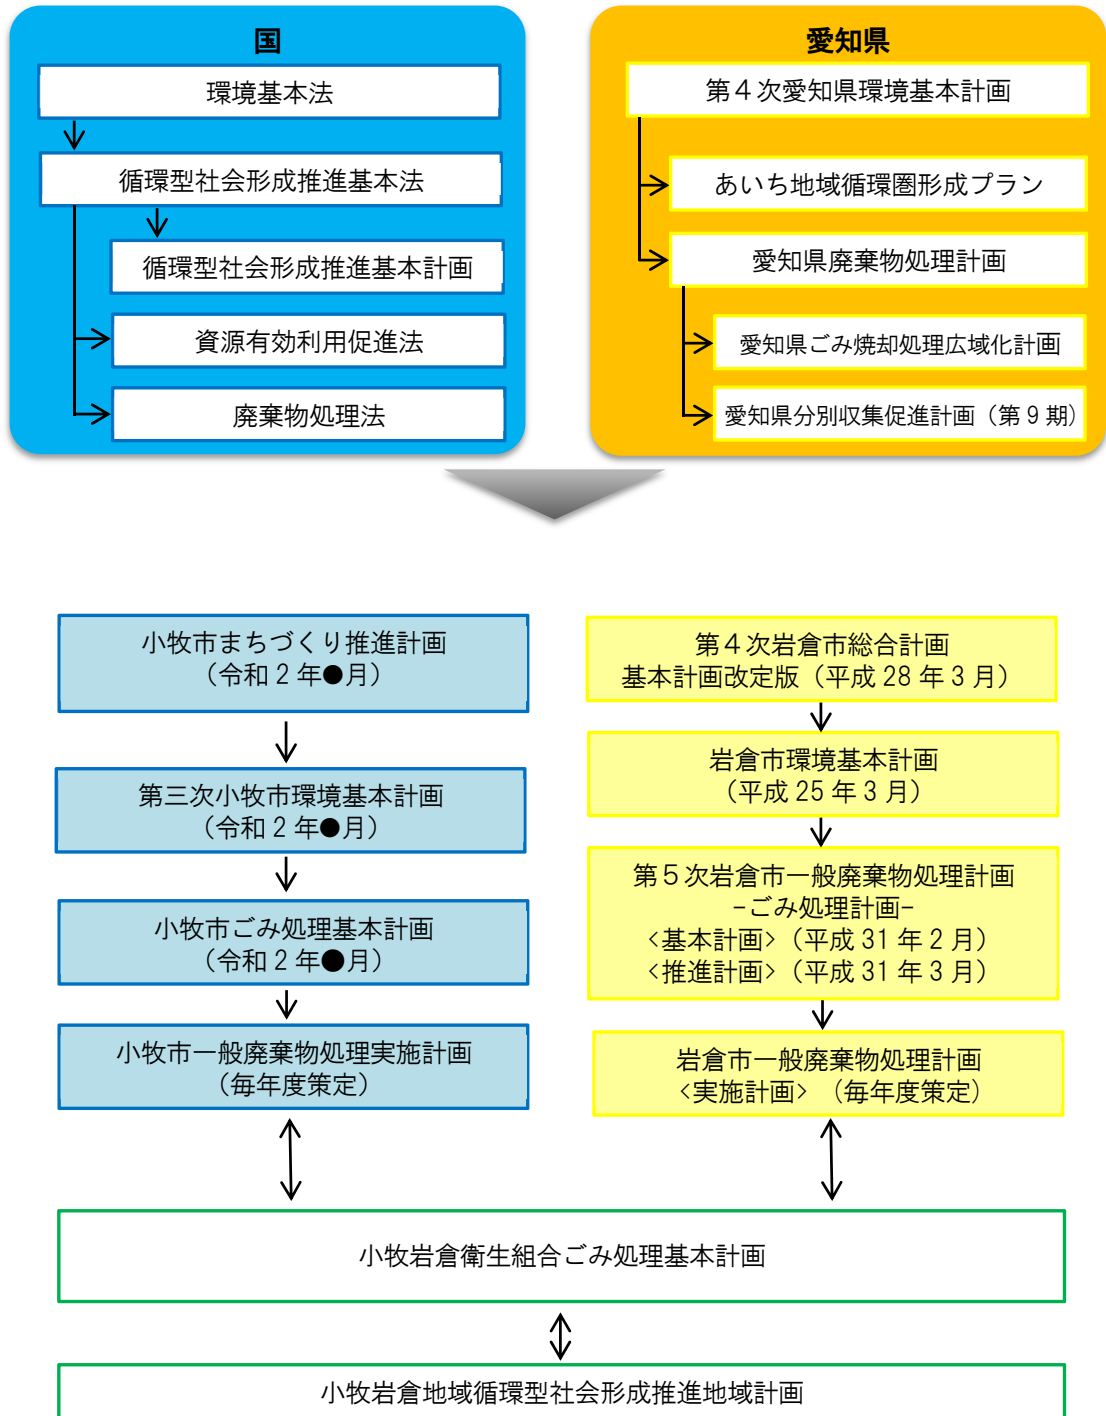 国
環境基本法
循環型社会形成推進基本法
循環型社会形成推進基本計画
資源有効利用促進法
廃棄物処理法
愛知県
第４次愛知県環境基本計画
あいち地域循環圏形成プラン
愛知県廃棄物処理計画
愛知県ごみ焼却処理広域化計画
愛知県分別収集促進計画（第 9 期）
小牧市まちづくり推進計画
（令和 2 年●月）
第三次小牧市環境基本計画
（令和 2 年●月）
小牧市ごみ処理基本計画
（令和 2 年●月）
小牧市一般廃棄物処理実施計画
（毎年度策定）
第４次岩倉市総合計画
基本計画改定版（平成 28 年 3 月）
岩倉市環境基本計画
（平成 25 年 3 月）
第５次岩倉市一般廃棄物処理計画
−ごみ処理計画−
<基本計画>（平成 31 年 2 月）
<推進計画>（平成 31 年 3 月）
岩倉市一般廃棄物処理計画
<実施計画>　（毎年度策定）
小牧岩倉衛生組合ごみ処理基本計画
小牧岩倉地域循環型社会形成推進地域計画